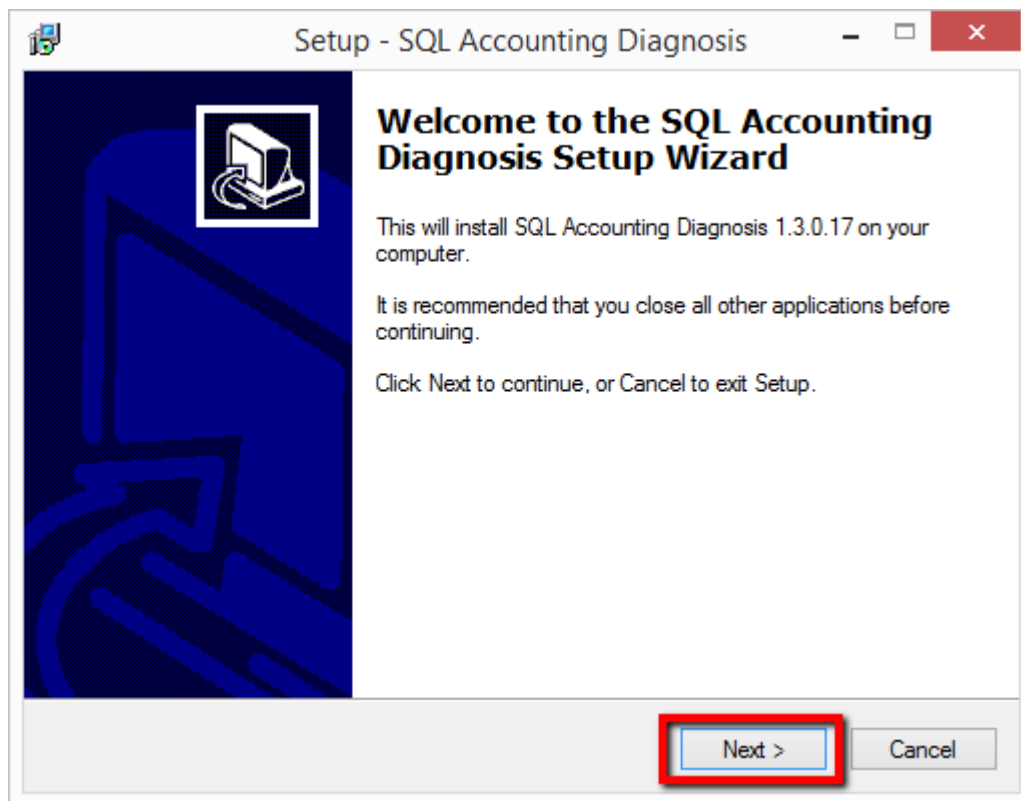 Setup - SQL Accounting Diagnosis
Welcome to the SQL Accounting
Diagnosis Setup Wizard
This will install SQL Accounting Diagnosis 1.3.0.17 on your
computer.
It is recommended that you close all other applications before
continuing.
Click Next to continue, or Cancel to exit Setup.
Next >
Cancel